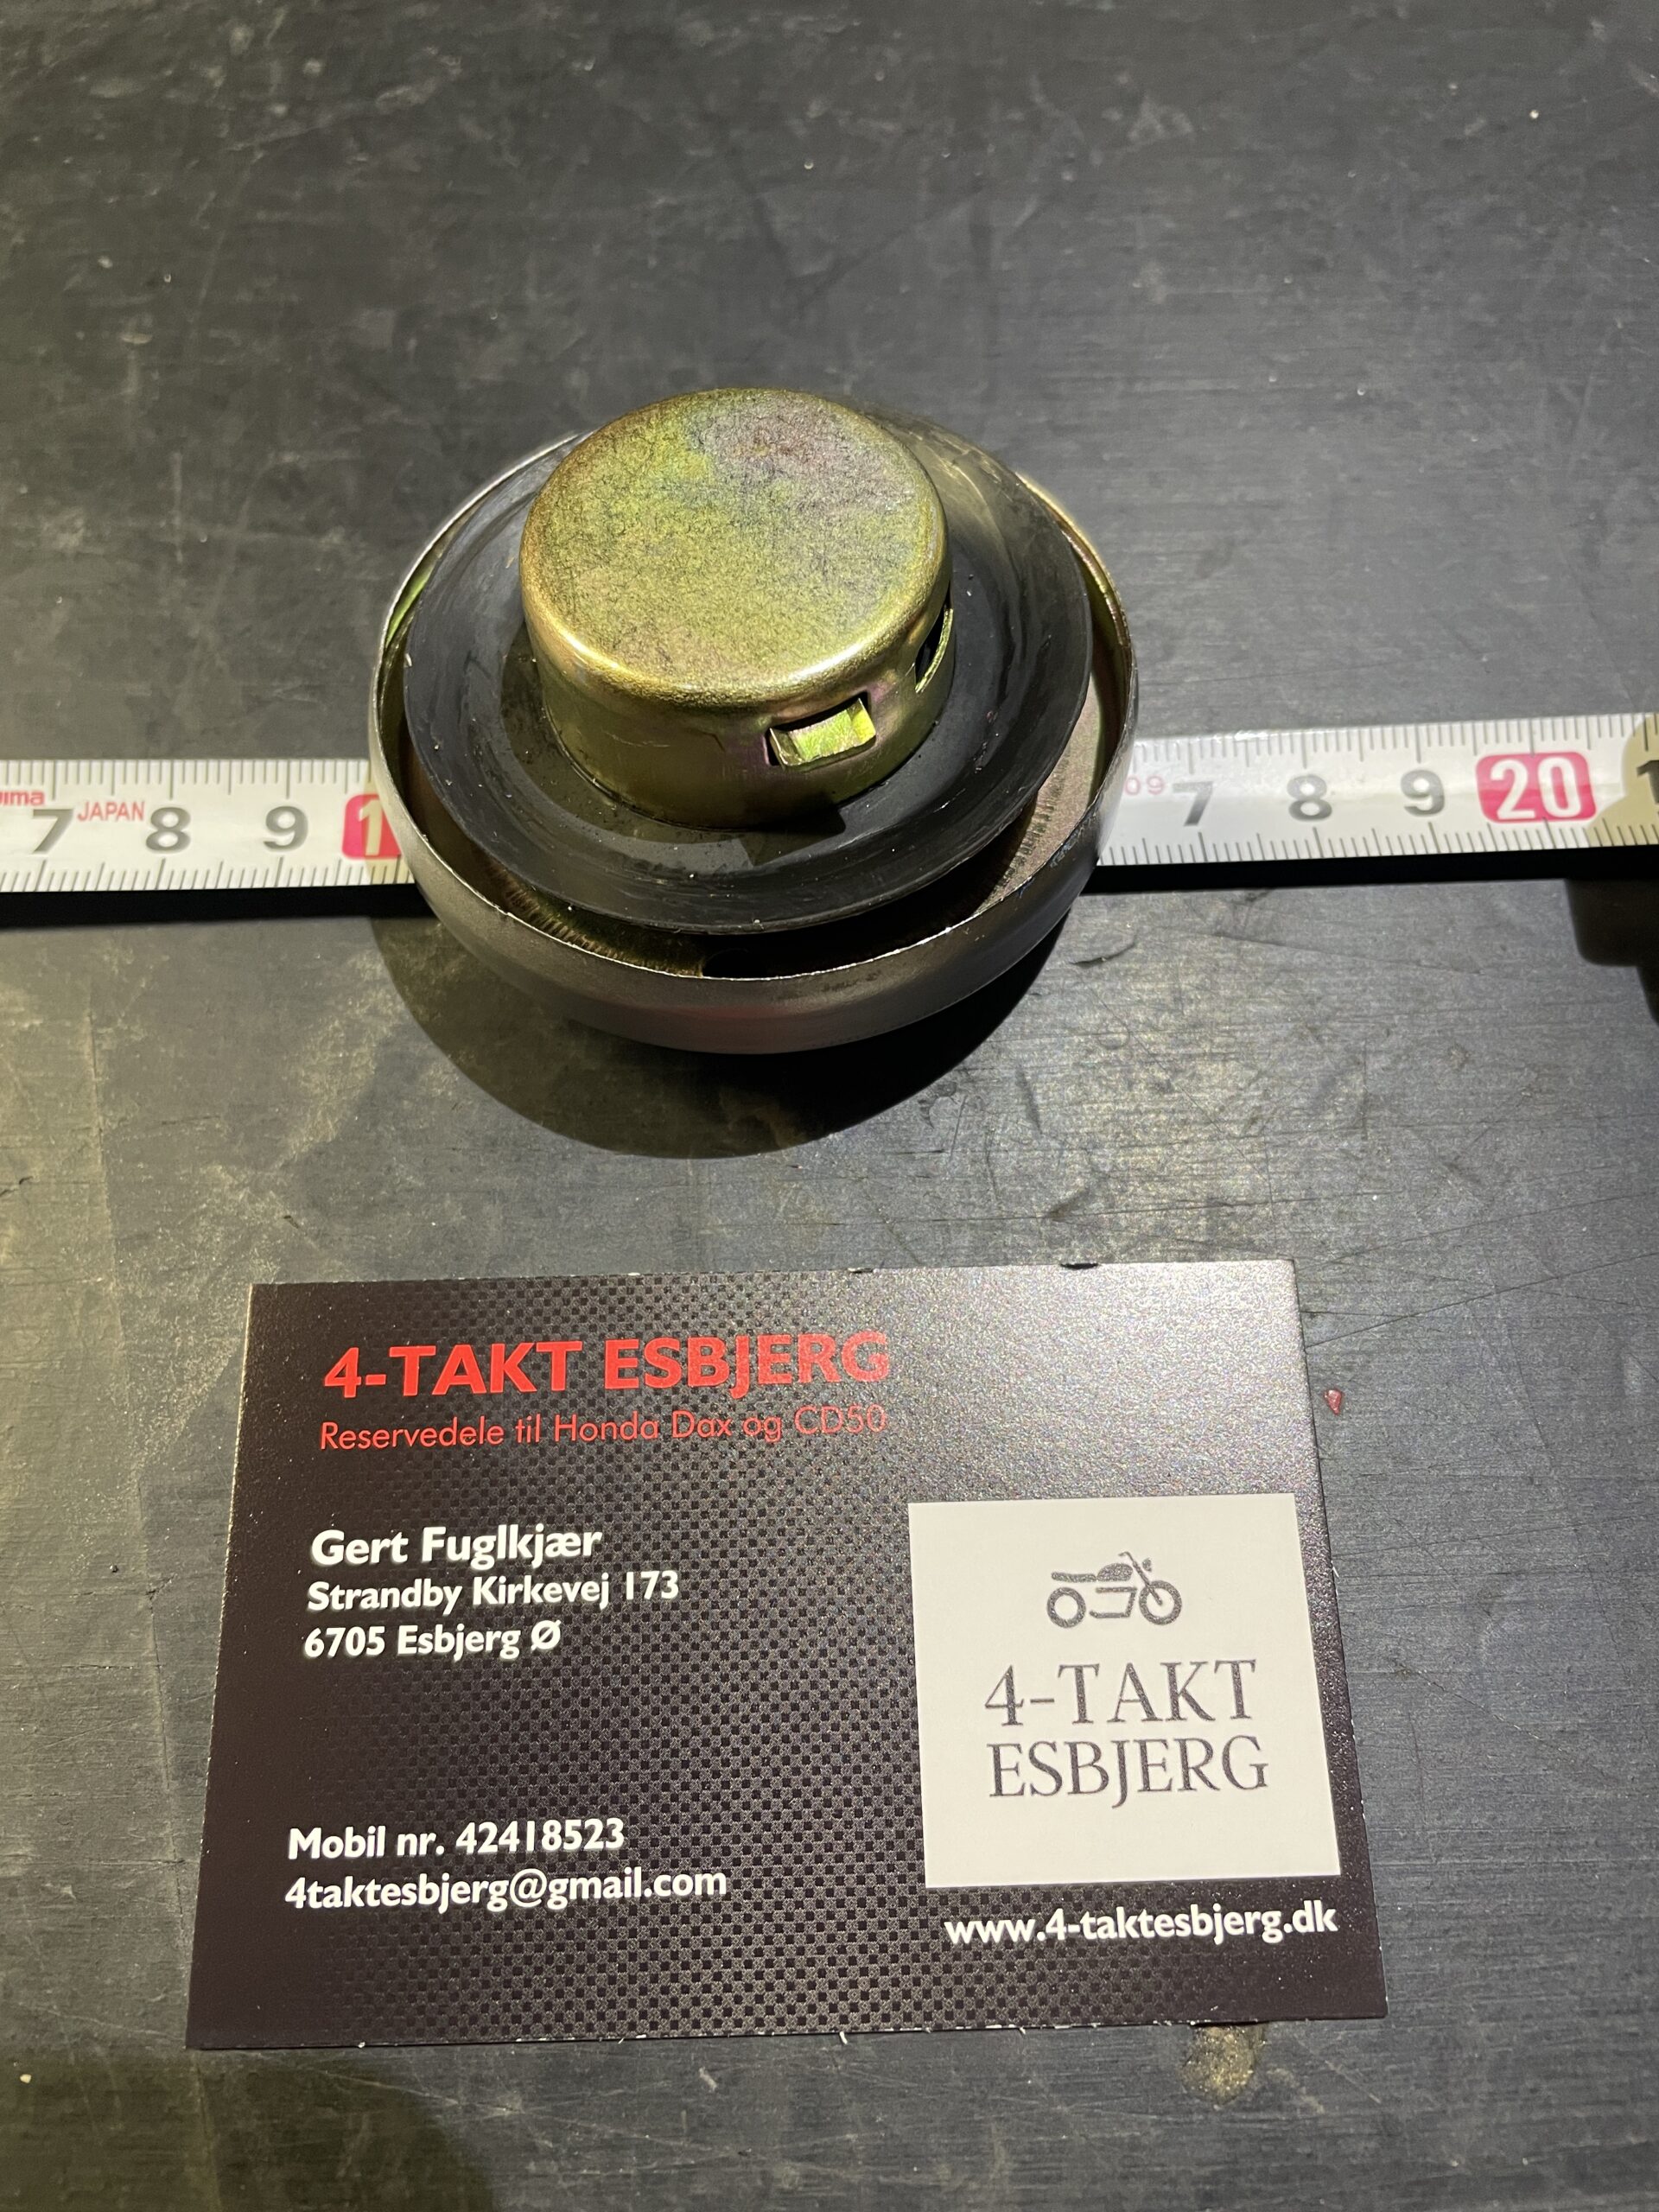 7 JAPAN 8 9
09 7 8 9 20
4-TAKT ESBJERG
Reservedele til Honda Dax og CD50
Gert Fuglkjær
Strandby Kirkevej 173
6705 Esbjerg Ø
4-TAKT
ESBJERG
Mobil nr. 42418523
4taktesbjerg@gmail.com
www.4-taktesbjerg.dk